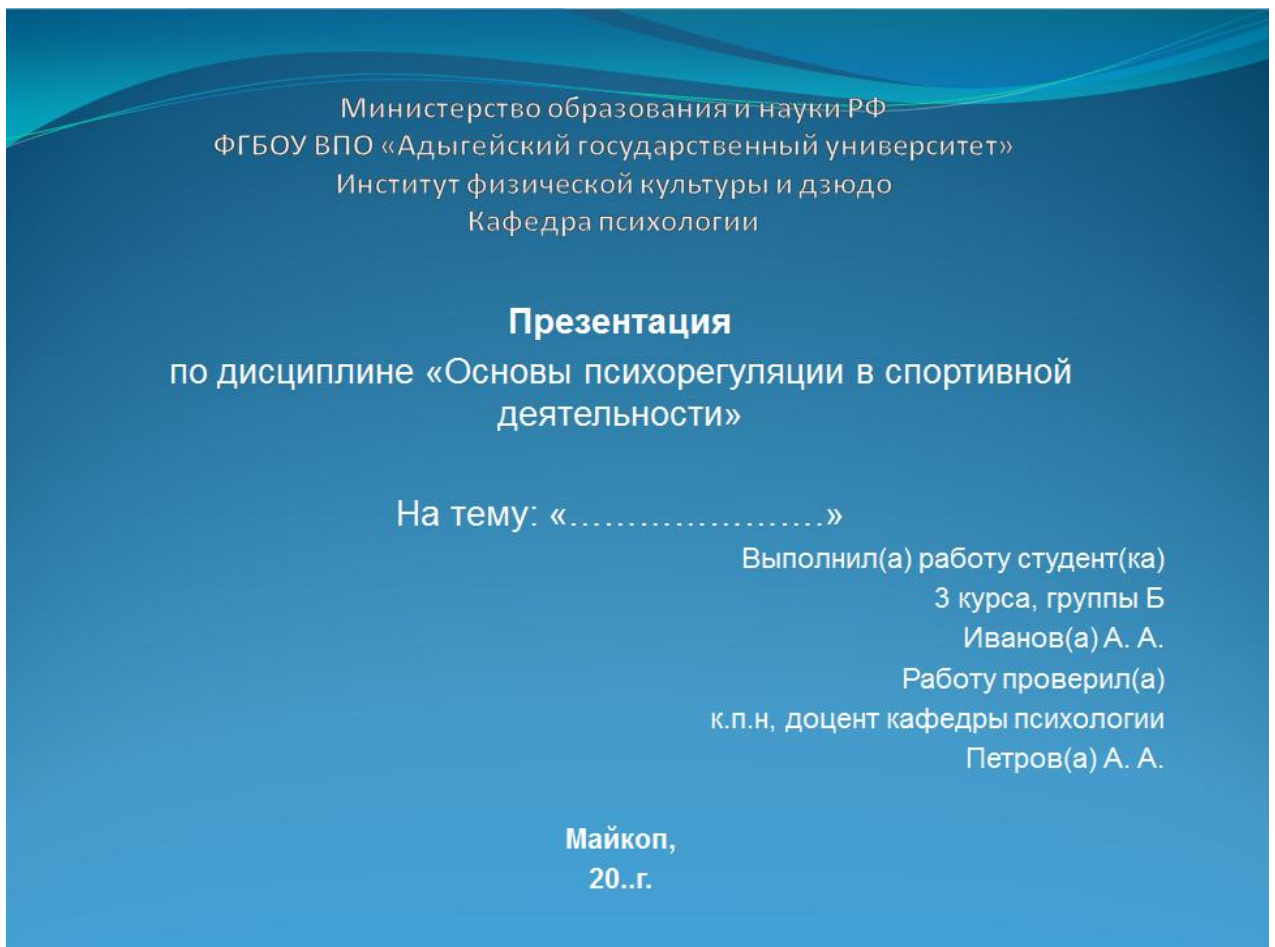 Министерство образования и науки РФ
ФГБОУ ВПО «Адыгейский государственный университет»
Институт физической культуры и дзюдо
Кафедра психологии
Презентация
по дисциплине «Основы психорегуляции в спортивной
деятельности»
На тему: «......................»
Выполнил(а) работу студент(ка)
3 курса, группы Б
Иванов(а) А. А.
Работу проверил(а)
к.п.н, доцент кафедры психологии
Петров(а) А. А.
Майкоп,
20..г.